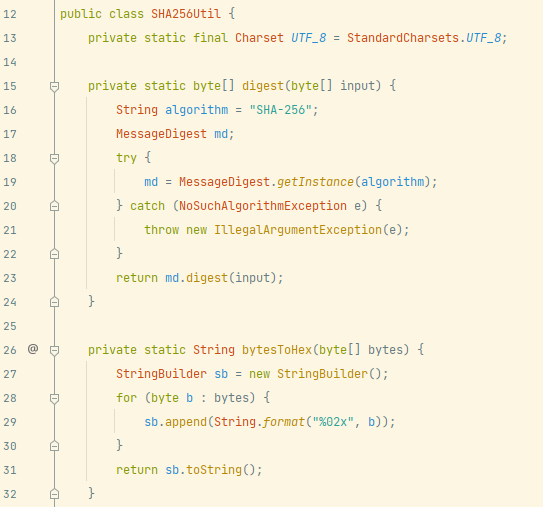 12 public class SHA256Util {
13     private static final Charset UTF_8 = StandardCharsets.UTF_8;
14
15     private static byte[] digest(byte[] input) {
16         String algorithm = "SHA-256";
17         MessageDigest md;
18         try {
19             md = MessageDigest.getInstance(algorithm);
20         } catch (NoSuchAlgorithmException e) {
21             throw new IllegalArgumentException(e);
22         }
23         return md.digest(input);
24     }
25
26 @     private static String bytesToHex(byte[] bytes) {
27         StringBuilder sb = new StringBuilder();
28         for (byte b : bytes) {
29             sb.append(String.format("%02x", b));
30         }
31         return sb.toString();
32     }